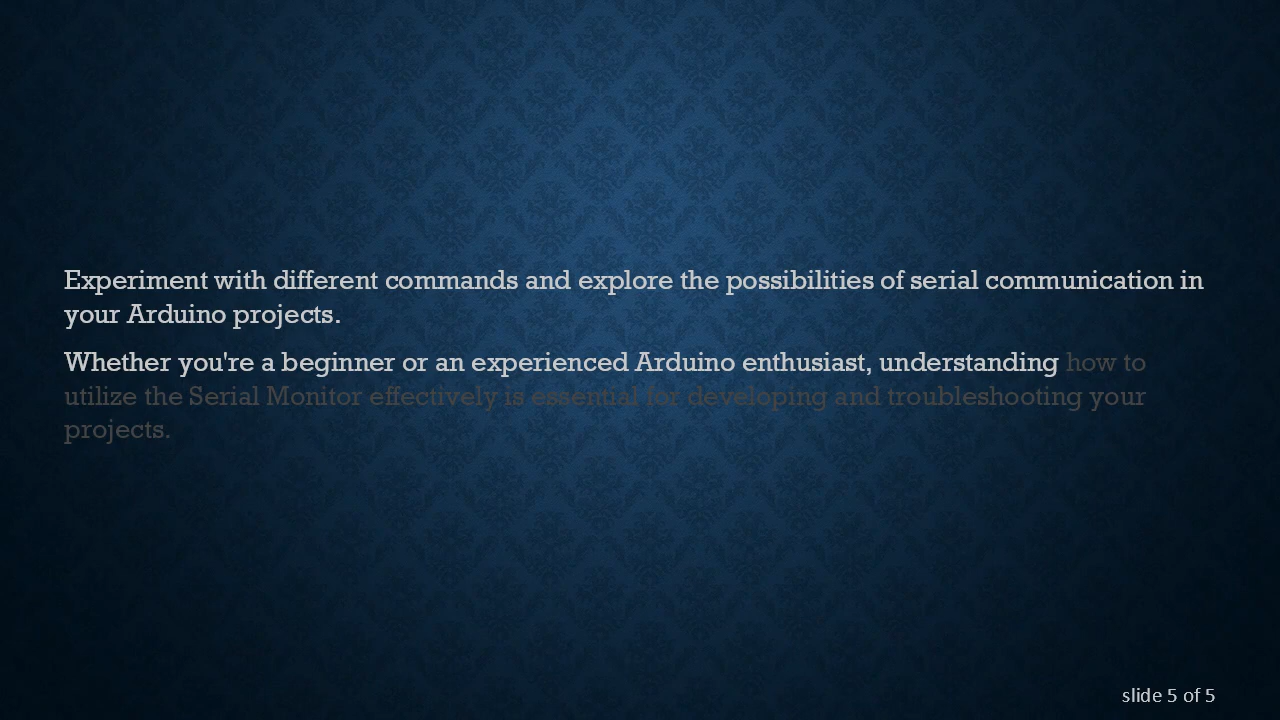 Experiment with different commands and explore the possibilities of serial communication in
your Arduino projects.
Whether you're a beginner or an experienced Arduino enthusiast, understanding how to
utilize the Serial Monitor effectively is essential for developing and troubleshooting your
projects.
slide 5 of 5